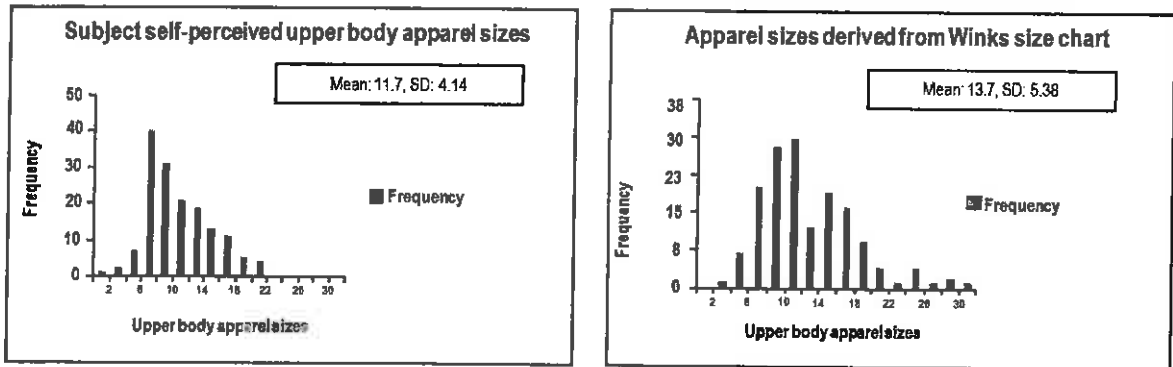 Subject self-perceived upper body apparel sizes
Mean: 11.7, SD: 4.14
50
40
30
20
10
0
Frequency
Frequency
2 6 10 14 18 22 26 30
Upper body apparel sizes
Apparel sizes derived from Winks size chart
Mean: 13.7, SD: 5.38
38
30
23
15
8
0
Frequency
Frequency
2 6 10 14 18 22 26 30
Upper body apparel sizes